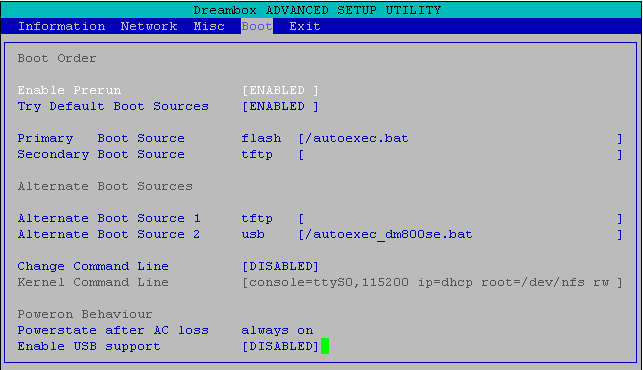 Dreambox ADVANCED SETUP UTILITY
Information Network Misc Boot Exit
Boot Order
Enable Prerun [ENABLED ]
Try Default Boot Sources [ENABLED ]
Primary Boot Source flash [/autoexec.bat ]
Secondary Boot Source tftp [ ]
Alternate Boot Sources
Alternate Boot Source 1 tftp [ ]
Alternate Boot Source 2 usb [/autoexec_dm800se.bat ]
Change Command Line [DISABLED]
Kernel Command Line [console=ttyS0,115200 ip=dhcp root=/dev/nfs rw ]
Poweron Behaviour
Powerstate after AC loss always on
Enable USB support [DISABLED]